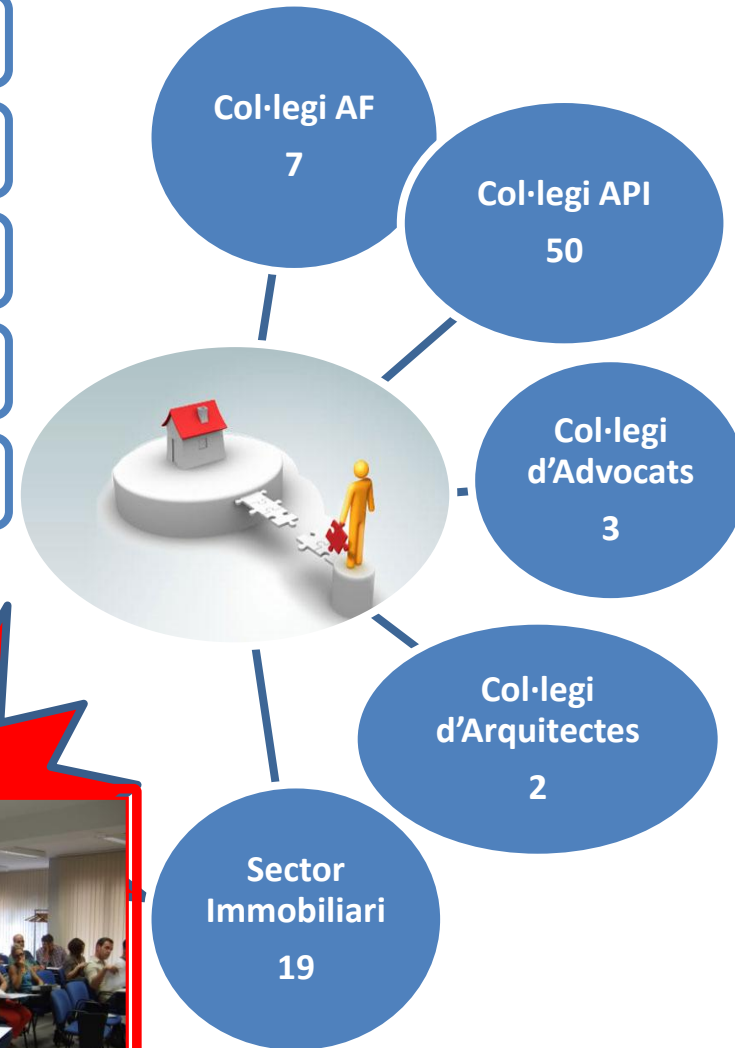 Col·legi AF
7
Col·legi API
50
Col·legi
d’Advocats
3
Col·legi
d’Arquitectes
2
Sector
Immobiliari
19